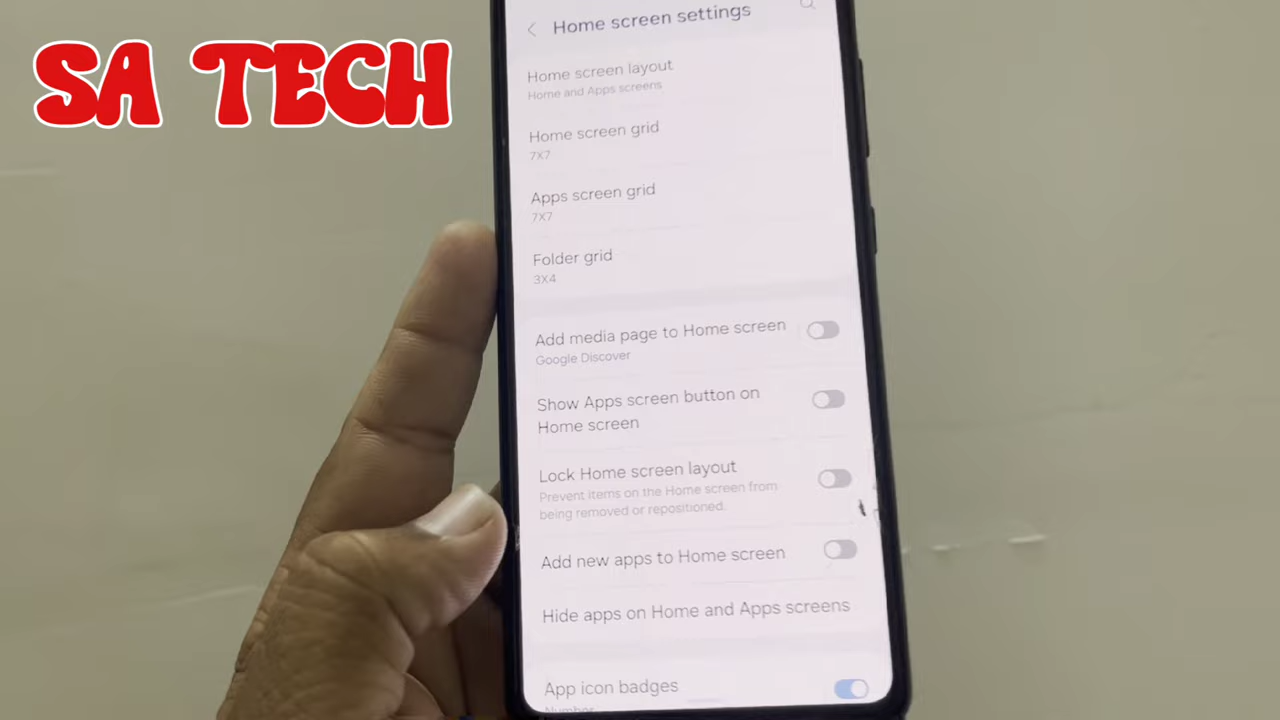 SA TECH
Home screen settings
Home screen layout
Home and Apps screens
Home screen grid
7X7
Apps screen grid
7X7
Folder grid
3X4
Add media page to Home screen
Google Discover
Show Apps screen button on
Home screen
Lock Home screen layout
Prevent items on the Home screen from
being removed or repositioned.
Add new apps to Home screen
Hide apps on Home and Apps screens
App icon badges
Number